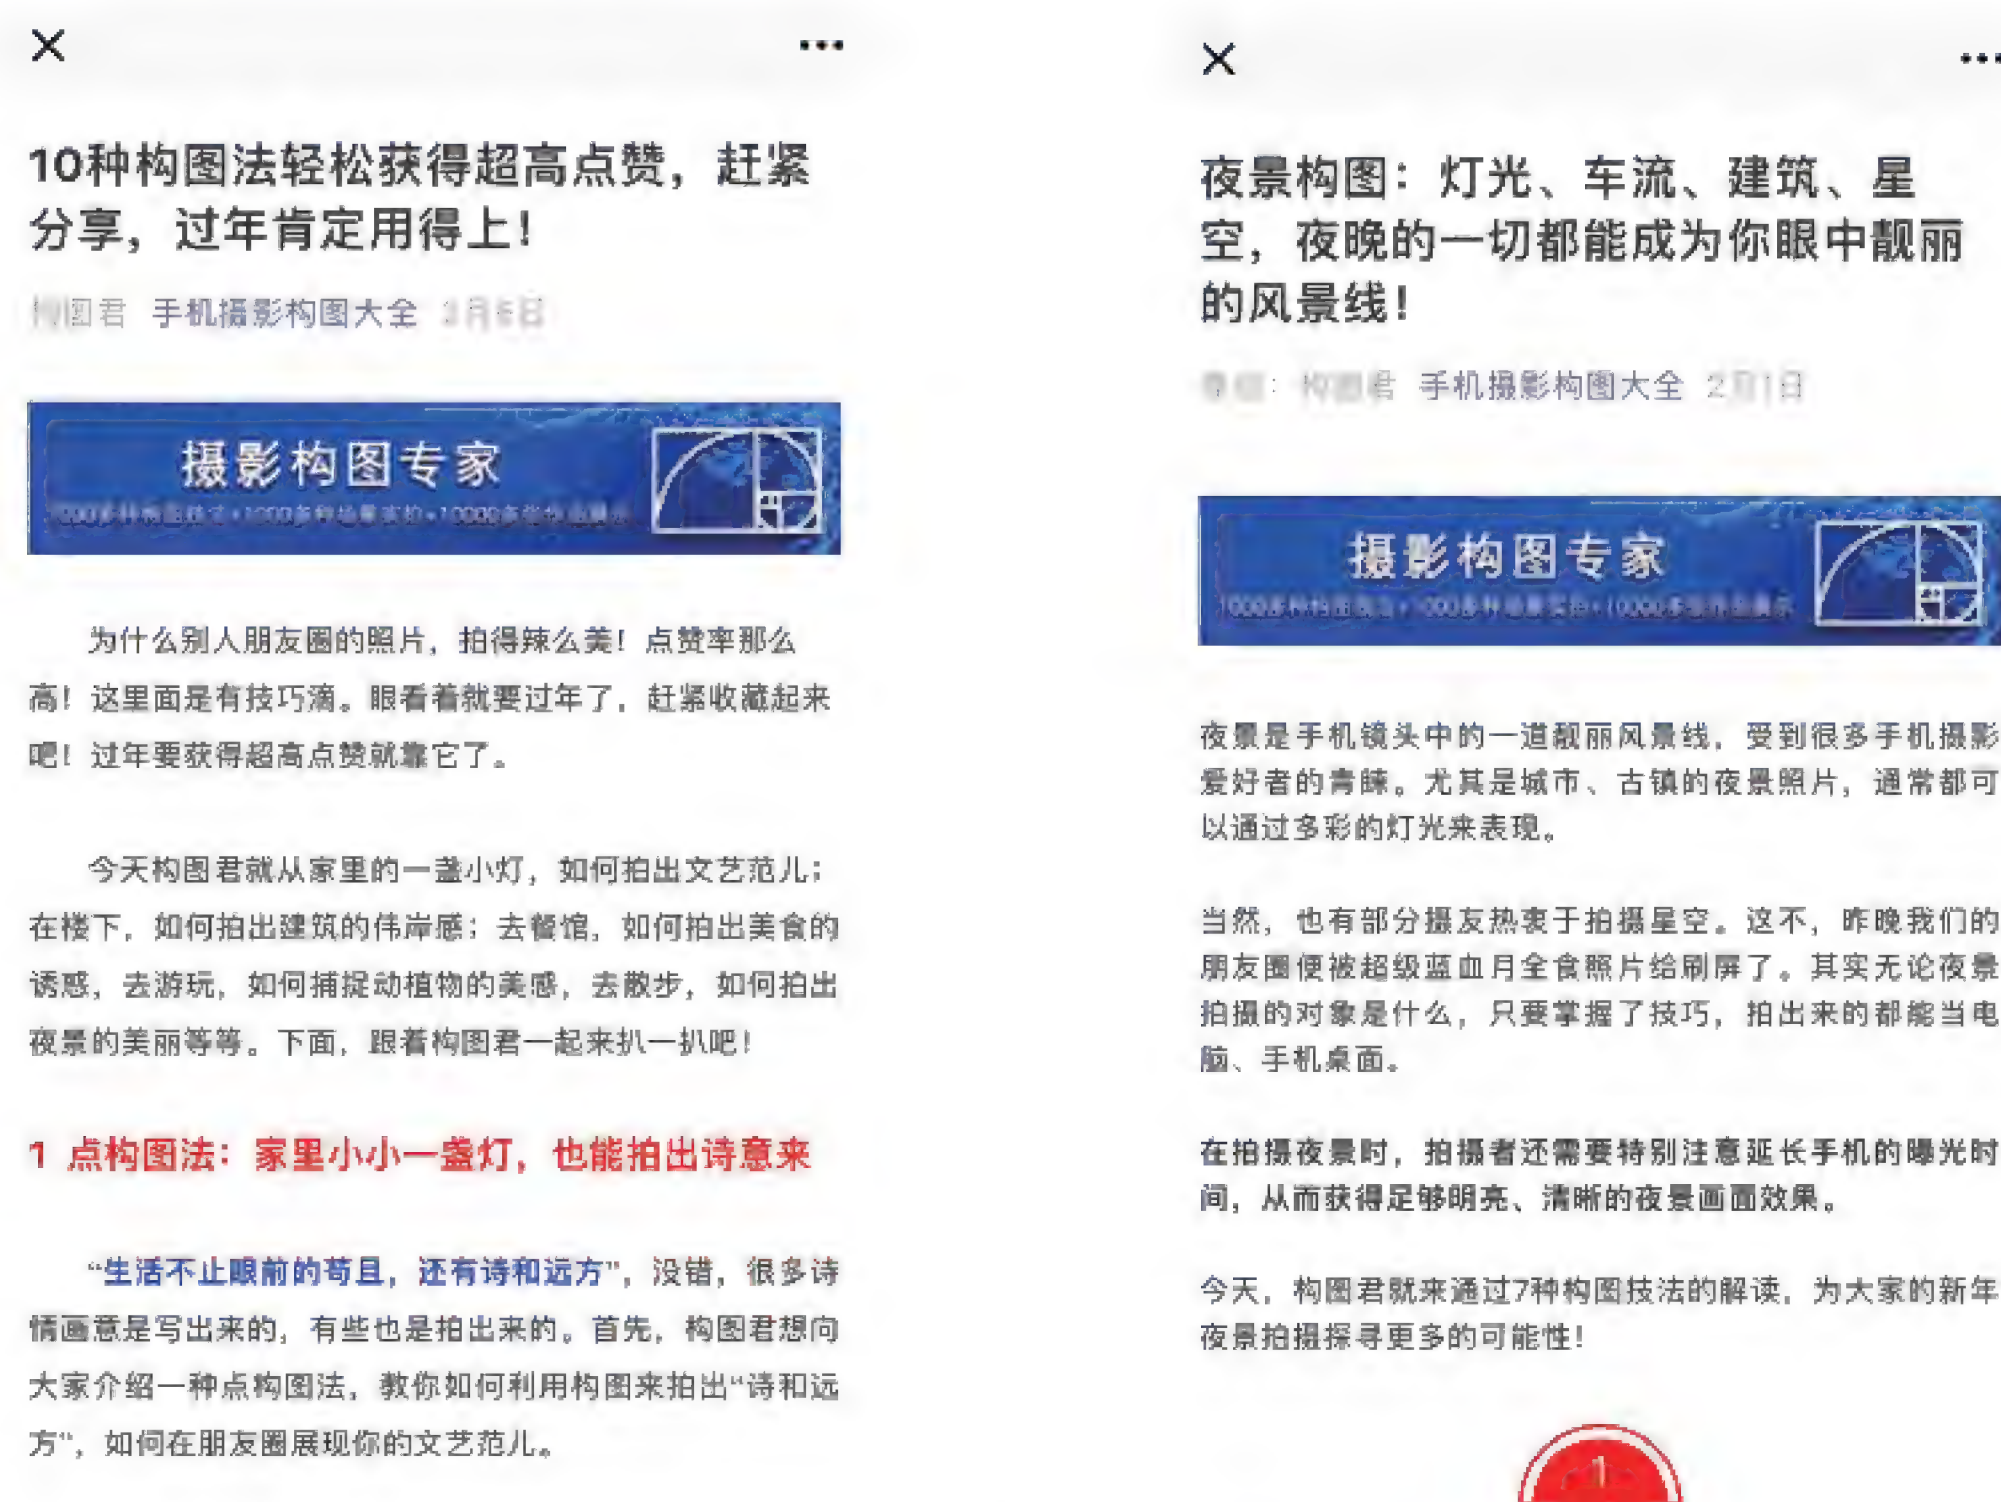 10种构图法轻松获得超高点赞，赶紧
分享，过年肯定用得上！
构图君 手机摄影构图大全
摄影构图专家
为什么别人朋友圈的照片，拍得辣么美！点赞率那么
高！这里面是有技巧滴。眼看着就要过年了，赶紧收藏起来
吧！过年要获得超高点赞就靠它了。
今天构图君就从家里的一盏小灯，如何拍出文艺范儿；
在楼下，如何拍出建筑的伟岸感；去餐馆，如何拍出美食的
诱惑，去游玩，如何捕捉动植物的美感，去散步，如何拍出
夜景的美丽等等。下面，跟着构图君一起来扒一扒吧！
1 点构图法：家里小小一盏灯，也能拍出诗意来
“生活不止眼前的苟且，还有诗和远方”，没错，很多诗
情画意是写出来的，有些也是拍出来的。首先，构图君想向
大家介绍一种点构图法，教你如何利用构图来拍出“诗和远
方”，如何在朋友圈展现你的文艺范儿。
夜景构图：灯光、车流、建筑、星
空，夜晚的一切都能成为你眼中靓丽
的风景线！
构图君 手机摄影构图大全 2月1日
摄影构图专家
夜景是手机镜头中的一道靓丽风景线，受到很多手机摄影
爱好者的青睐。尤其是城市、古镇的夜景照片，通常都可
以通过多彩的灯光来表现。
当然，也有部分摄友热衷于拍摄星空。这不，昨晚我们的
朋友圈便被超级蓝血月全食照片给刷屏了。其实无论夜景
拍摄的对象是什么，只要掌握了技巧，拍出来的都能当电
脑、手机桌面。
在拍摄夜景时，拍摄者还需要特别注意延长手机的曝光时
间，从而获得足够明亮、清晰的夜景画面效果。
今天，构图君就来通过7种构图技法的解读，为大家的新年
夜景拍摄探寻更多的可能性！
1